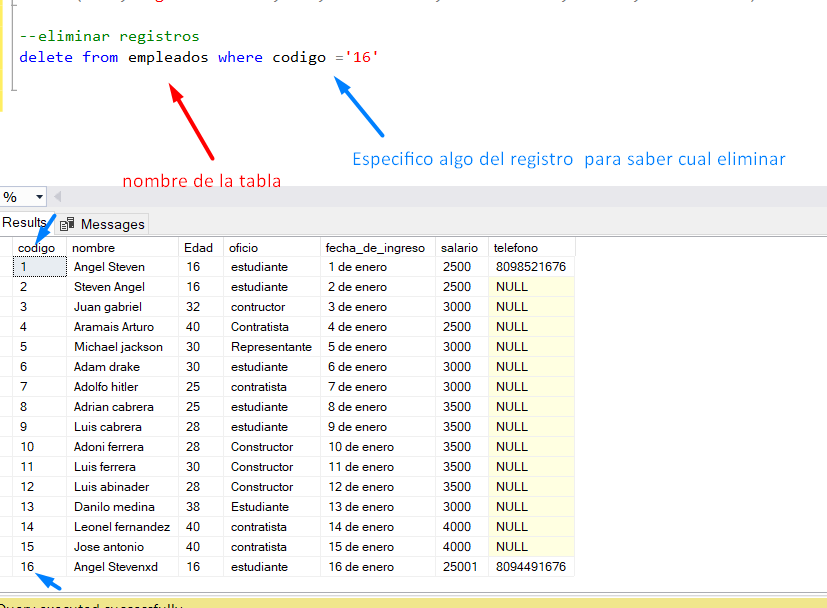 --eliminar registros
delete from empleados where codigo ='16'
Especifico algo del registro para saber cual eliminar
nombre de la tabla
%
Results Messages
codigo nombre Edad oficio fecha_de_ingreso salario telefono
1 Angel Steven 16 estudiante 1 de enero 2500 8098521676
2 Steven Angel 16 estudiante 2 de enero 2500 NULL
3 Juan gabriel 32 contructor 3 de enero 3000 NULL
4 Aramais Arturo 40 Contratista 4 de enero 2500 NULL
5 Michael jackson 30 Representante 5 de enero 3000 NULL
6 Adam drake 30 estudiante 6 de enero 3000 NULL
7 Adolfo hitler 25 contratista 7 de enero 3000 NULL
8 Adrian cabrera 25 estudiante 8 de enero 3500 NULL
9 Luis cabrera 28 estudiante 9 de enero 3500 NULL
10 Adoni ferrera 28 Constructor 10 de enero 3500 NULL
11 Luis ferrera 30 Constructor 11 de enero 3500 NULL
12 Luis abinader 28 Constructor 12 de enero 3500 NULL
13 Danilo medina 38 Estudiante 13 de enero 3000 NULL
14 Leonel fernandez 40 contratista 14 de enero 4000 NULL
15 Jose antonio 40 contratista 15 de enero 4000 NULL
16 Angel Stevenxd 16 estudiante 16 de enero 25001 8094491676
Query executed successfully